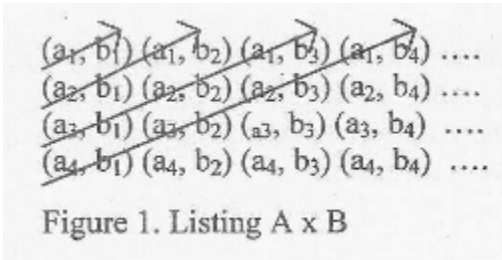 (a₁, b₁) (a₁, b₂) (a₁, b₃) (a₁, b₄) ....
(a₂, b₁) (a₂, b₂) (a₂, b₃) (a₂, b₄) ....
(a₃, b₁) (a₃, b₂) (ₐ3, b₃) (a₃, b₄) ....
(a₄, b₁) (a₄, b₂) (a₄, b₃) (a₄, b₄) ....
Figure 1. Listing A x B